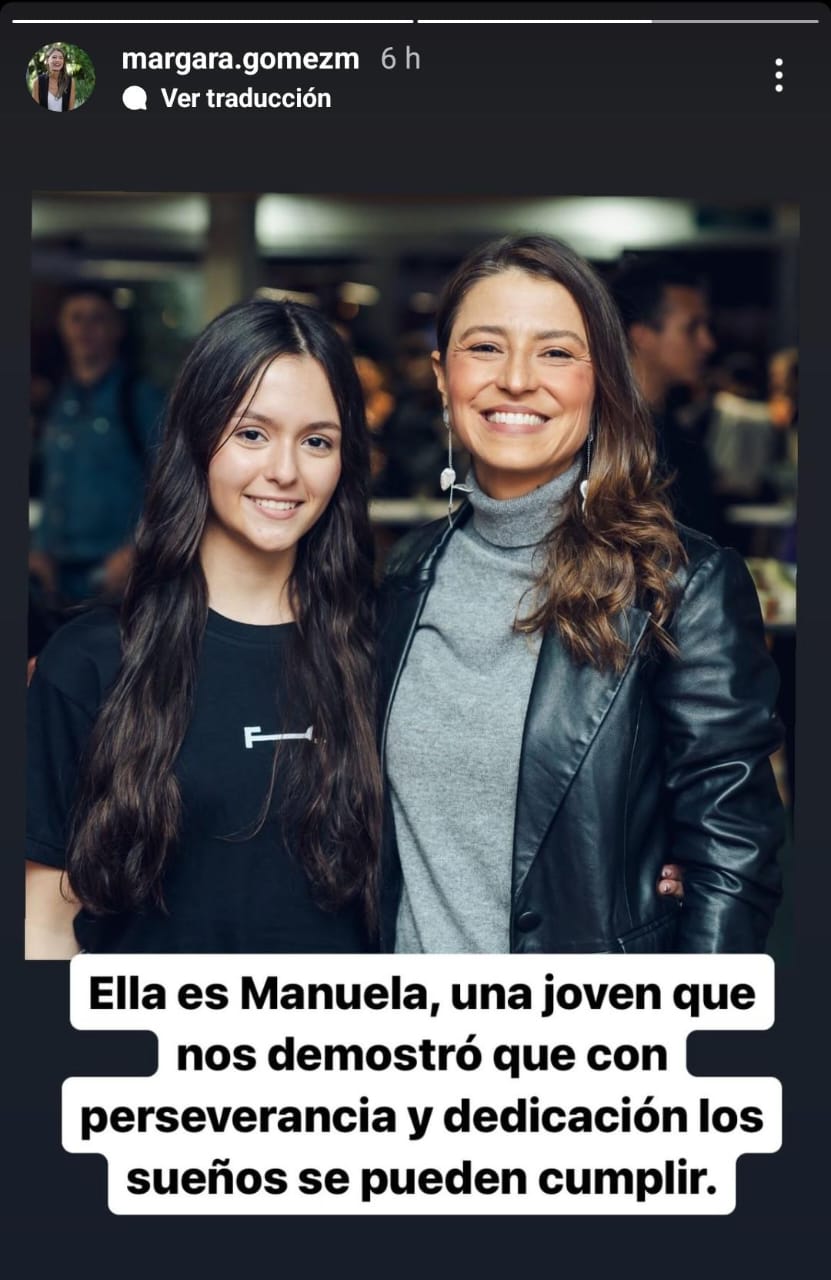 margara.gomezm 6 h
Ver traducción
Ella es Manuela, una joven que
nos demostró que con
perseverancia y dedicación los
sueños se pueden cumplir.